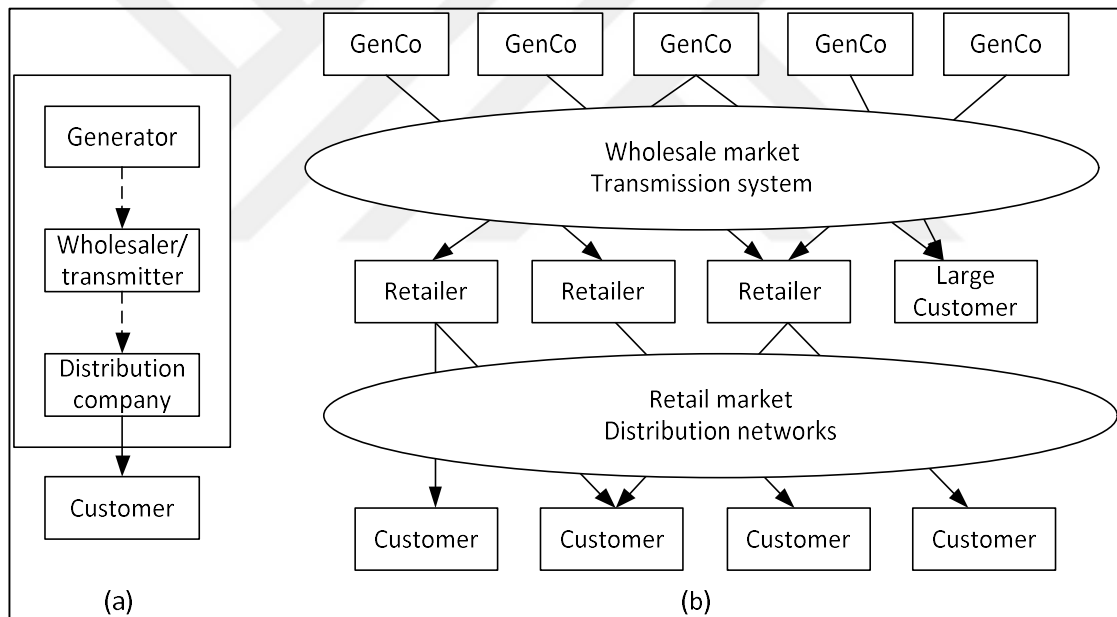 Generator
Wholesaler/
transmitter
Distribution
company
Customer
(a)
GenCo
GenCo
GenCo
GenCo
GenCo
Wholesale market
Transmission system
Retailer
Retailer
Retailer
Large
Customer
Retail market
Distribution networks
Customer
Customer
Customer
Customer
(b)